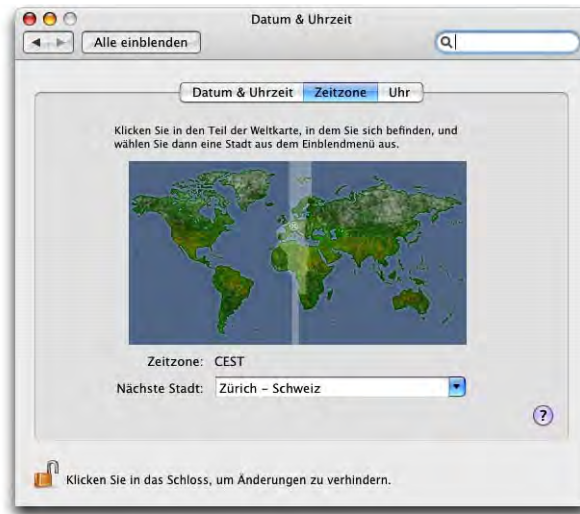 Datum & Uhrzeit
Alle einblenden
Datum & Uhrzeit Zeitzone Uhr
Klicken Sie in den Teil der Weltkarte, in dem Sie sich befinden, und
wählen Sie dann eine Stadt aus dem Einblendmenü aus.
Zeitzone: CEST
Nächste Stadt: Zürich – Schweiz
?
Klicken Sie in das Schloss, um Änderungen zu verhindern.